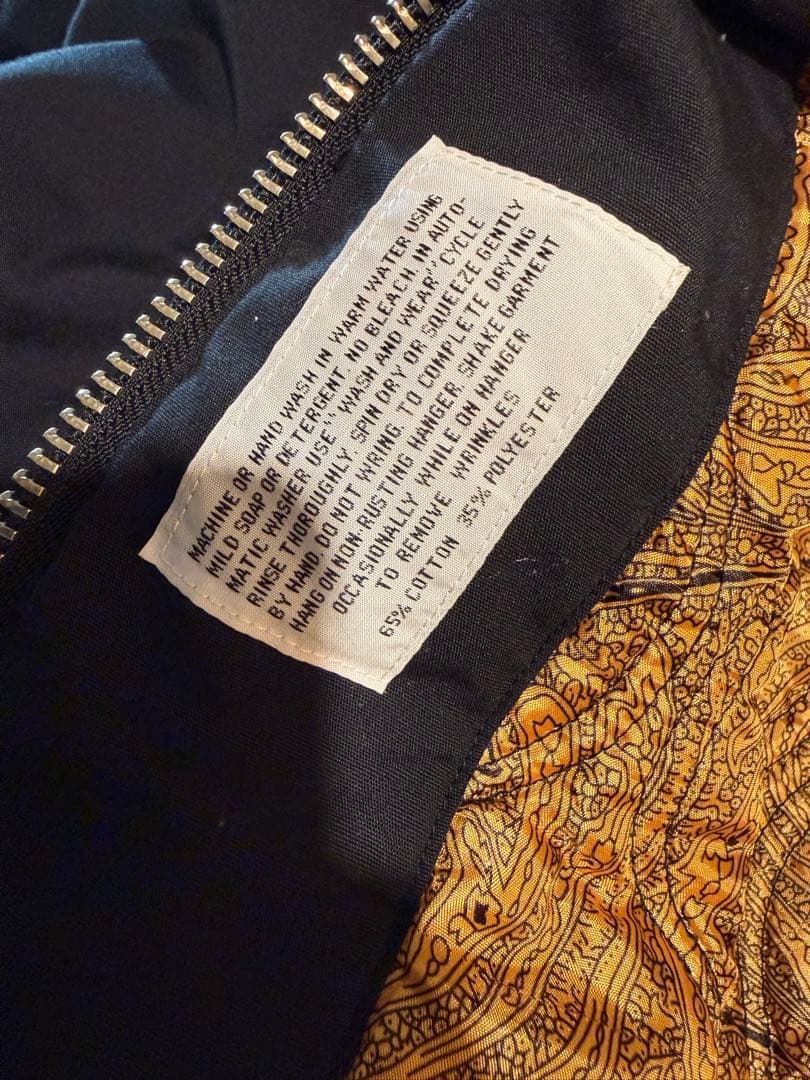 MACHINE OR HAND WASH IN WARM WATER USING
MILD SOAP OR DETERGENT NO BLEACH. IN AUTO-
MATIC WASHER USE" WASH AND WEAR" CYCLE
RINSE THOROUGHLY. SPIN DRY OR SQUEEZE GENTLY
BY HAND. DO NOT WRING. TO COMPLETE DRYING
HANG ON NON-RUSTING HANGER. SHAKE GARMENT
OCCASIONALLY WHILE ON HANGER
TO REMOVE WRINKLES
65% COTTON 35% POLYESTER